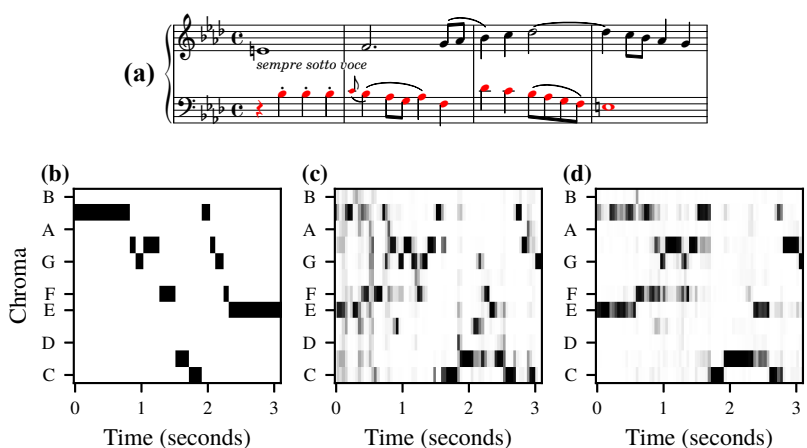 (a)
sempre sotto voce
(b) (c) (d)
B B B
A A A
G G G
Chroma
F F F
E E E
D D D
C C C
0 1 2 3 0 1 2 3 0 1 2 3
Time (seconds) Time (seconds) Time (seconds)